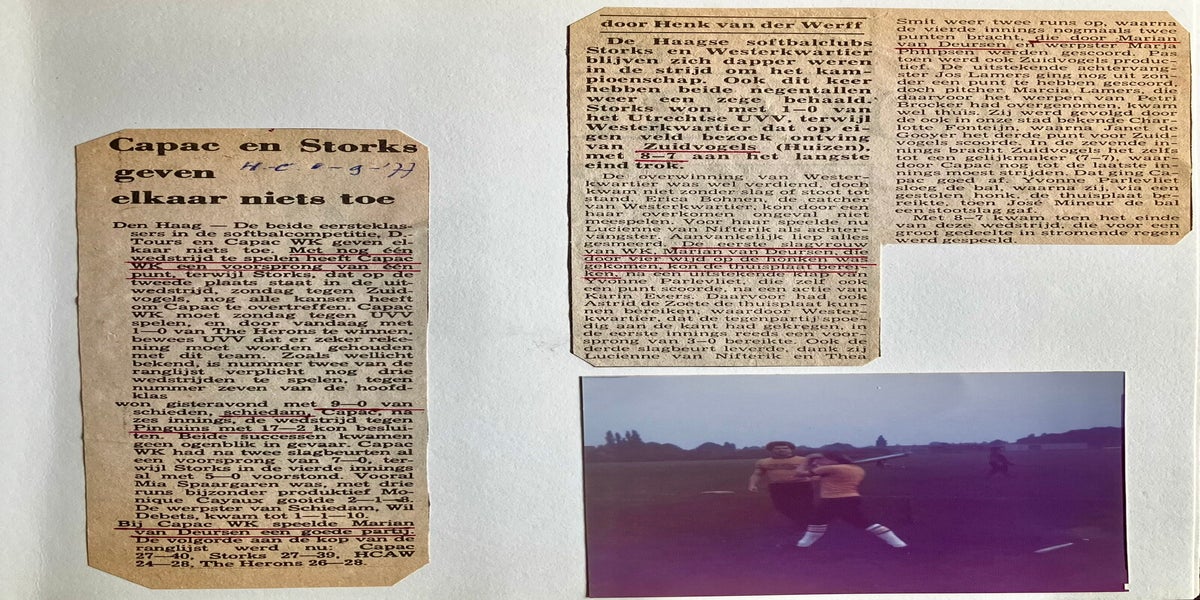 Capac en Storks
geven
elkaar niets toe
Den Haag — De beide eersteklas-
sers in de softbalcompetitie, D.
Tours en Capac WK geven el-
kaar niets toe. Met nog één
wedstrijd te spelen heeft Capac
WK een voorsprong van één
punt, terwijl Storks, dat op de
tweede plaats staat in de uit-
wedstrijd, zondag tegen Zuid-
vogels, nog alle kansen heeft
om Capac te overtreffen. Capac
WK moet zondag tegen UVV
spelen, en door vandaag met
1—0 van The Herons te winnen,
bewees UVV dat er zeker reke-
ning moet worden gehouden
met dit team. Zoals wellicht
bekend, is nummer twee van de
ranglijst verplicht nog drie
wedstrijden te spelen, tegen
nummer zeven van de hoofd-
klas
won gisteravond met 9—0 van
schieden, schiedam, Capac, na
zes innings, de wedstrijd tegen
Pinguins met 17—2 kon beslui-
ten. Beide successen kwamen
geen ogenblik in gevaar. Capac
WK had na twee slagbeurten al
een voorsprong van 7—0, ter-
wijl Storks in de vierde innings
al met 5—0 voorstond. Vooral
Mia Spaargaren was, met drie
runs bijzonder produktief Mo-
nique Cayaux gooide 2—1—8.
De werpster van Schiedam, Wil
Debets, kwam tot 1—1—10.
Bij Capac WK speelde Marian
van Deursen een goede partij.
De volgorde aan de kop van de
ranglijst werd nu: Capac
27—40, Storks 27—39, HCAW
24—28, The Herons 26—28.
door Henk van der Werff
De Haagse softbalclubs
Storks en Westerkwartier
blijven zich dapper weren
in de strijd om het kam-
pioenschap. Ook dit keer
hebben beide negentallen
weer een zege behaald.
Storks won met 1—0 van
het Utrechtse UVV, terwijl
Westerkwartier dat op ei-
gen veld bezoek ontving
van Zuidvogels (Huizen),
met 8—7 aan het langste
eind trok.
De overwinning van Wester-
kwartier was wel verdiend, doch
kwam niet zonder slag of stoot tot
stand. Erica Bohnen, de catcher
van Westerkwartier, kon door een
haar overkomen ongeval niet
meespelen. Voor haar speelde nu
Lucienne van Nifterik als achter-
vangster. Aanvankelijk liep alles
gesmeerd. De eerste slagvrouw
van WK, Marian van Deursen, die
door vier wijd op de honken was
gekomen, kon de thuisplaat berei-
ken, na een uitstekende klap van
Yvonne Parlevliet, die zelf ook
een punt scoorde, na een actie van
Karin Evers. Daarvoor had ook
Astrid de Zoete de thuisplaat kun-
nen bereiken, waardoor Wester-
kwartier, dat de tegenpartij spoe-
dig aan de kant had gekregen, in
de eerste innings reeds een voor-
sprong van 3—0 bereikte. Ook de
derde slagbeurt leverde, dank zij
Lucienne van Nifterik en Thea
Smit weer twee runs op, waarna
de vierde innings nogmaals twee
punten bracht, die door Marian
van Deursen en werpster Marja
Philipsen werden gescoord. Pas
toen werd ook Zuidvogels produc-
tief. De uitstekende achtervang-
ster Jos Lamers ging nog uit zon-
der een punt te hebben gescoord,
doch pitcher Marcia Lamers, die
daarvoor het werpen van Petri
Brocker had overgenomen, kwam
wel thuis. Zij werd gevolgd door
de ook in onze stad bekende Char-
lotte Fonteijn, waarna Janet de
Gooyer het derde punt voor Zuid-
vogels scoorde. In de zevende in-
nings bracht Zuidvogels het zelfs
tot een gelijkmaker (7—7), waar-
door Capac nog tot de laatste in-
nings moest strijden. Dat ging Ca-
pac goed af. Yvonne Parlevliet
sloeg de bal, waarna zij, via een
gestolen honk, de thuisplaat be-
reikte, toen José Minuur de bal
een stootslag gaf.
Met 8—7 kwam toen het einde
van deze wedstrijd, die voor een
groot gedeelte in stromende regen
werd gespeeld.